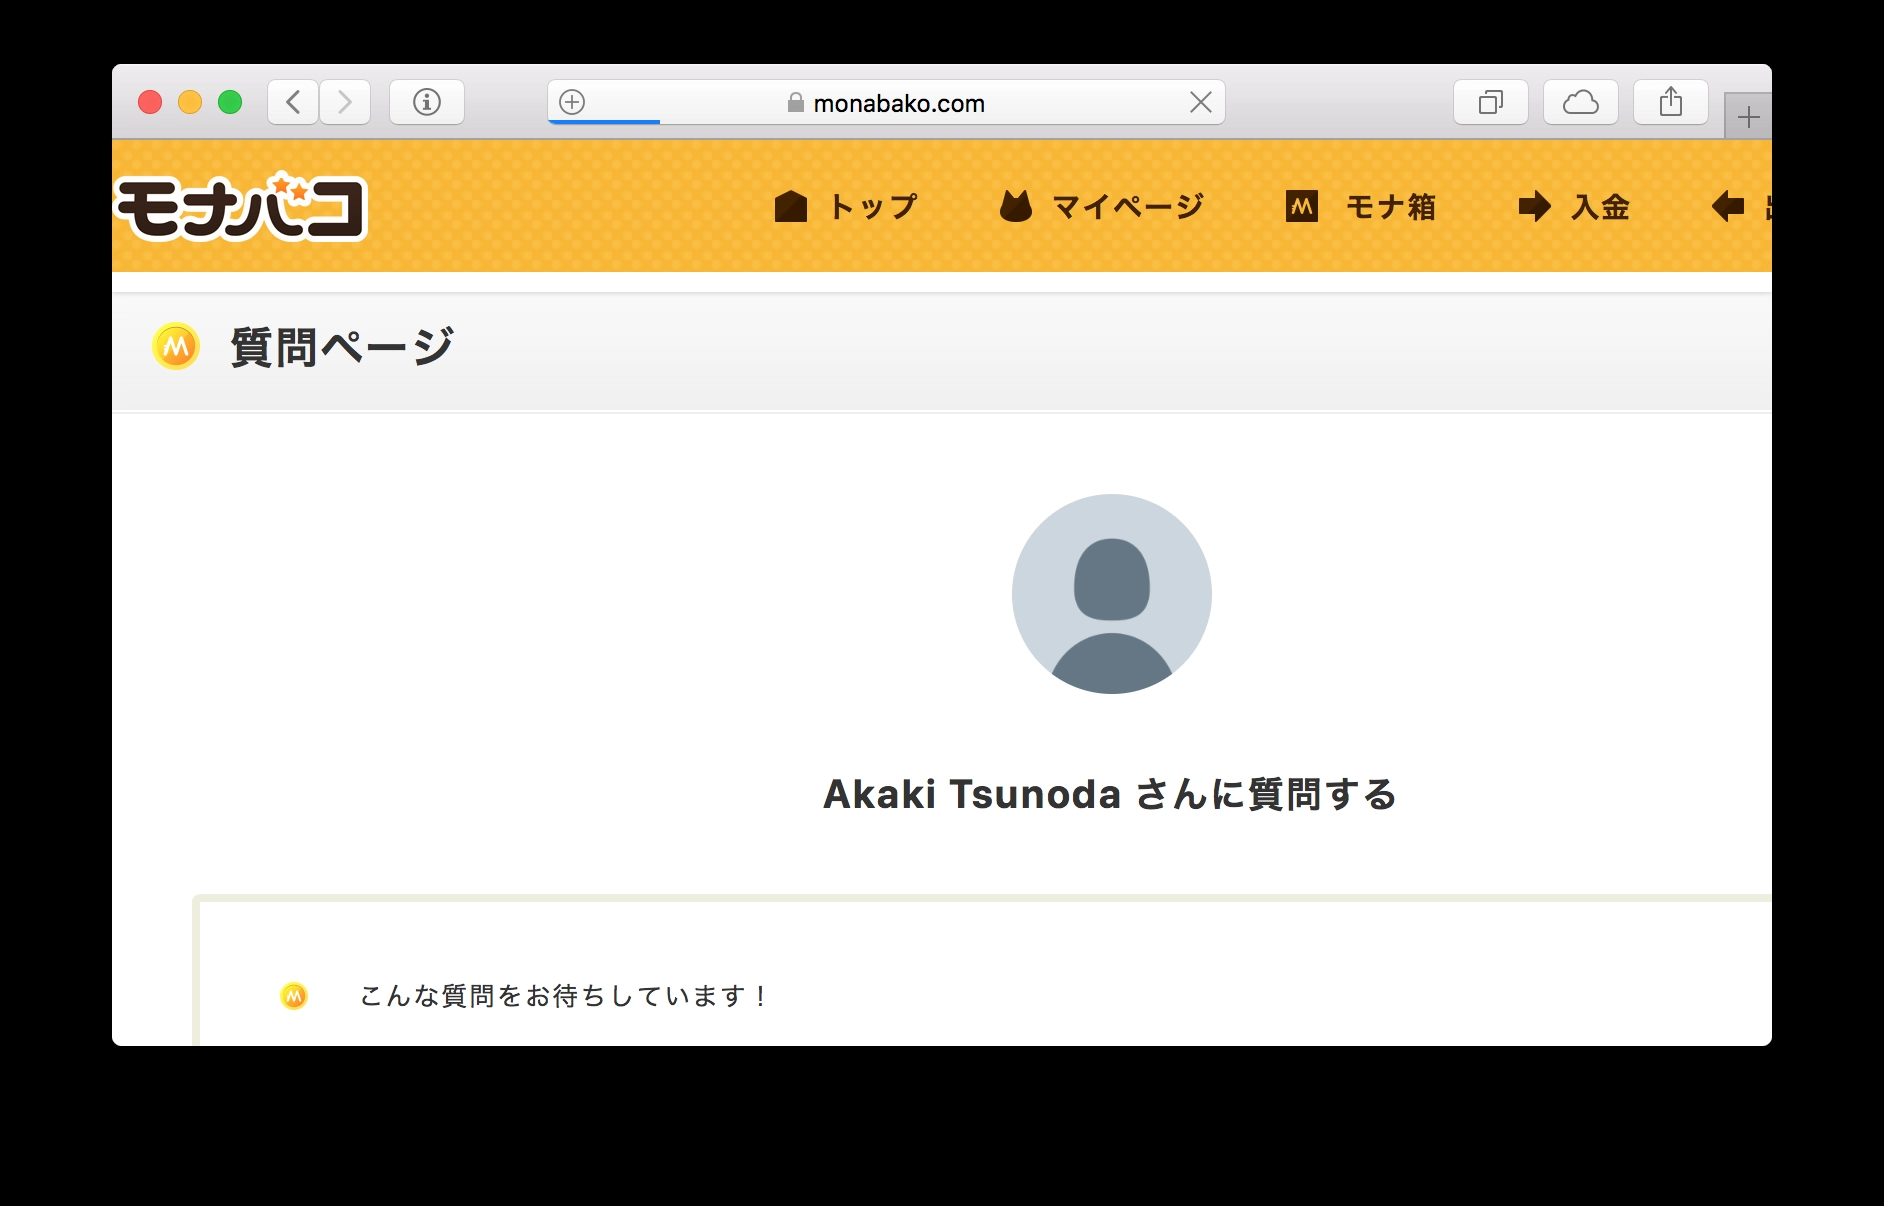 monabako.com
モナバコ
トップ
マイページ
モナ箱
入金
質問ページ
Akaki Tsunoda さんに質問する
こんな質問をお待ちしています！